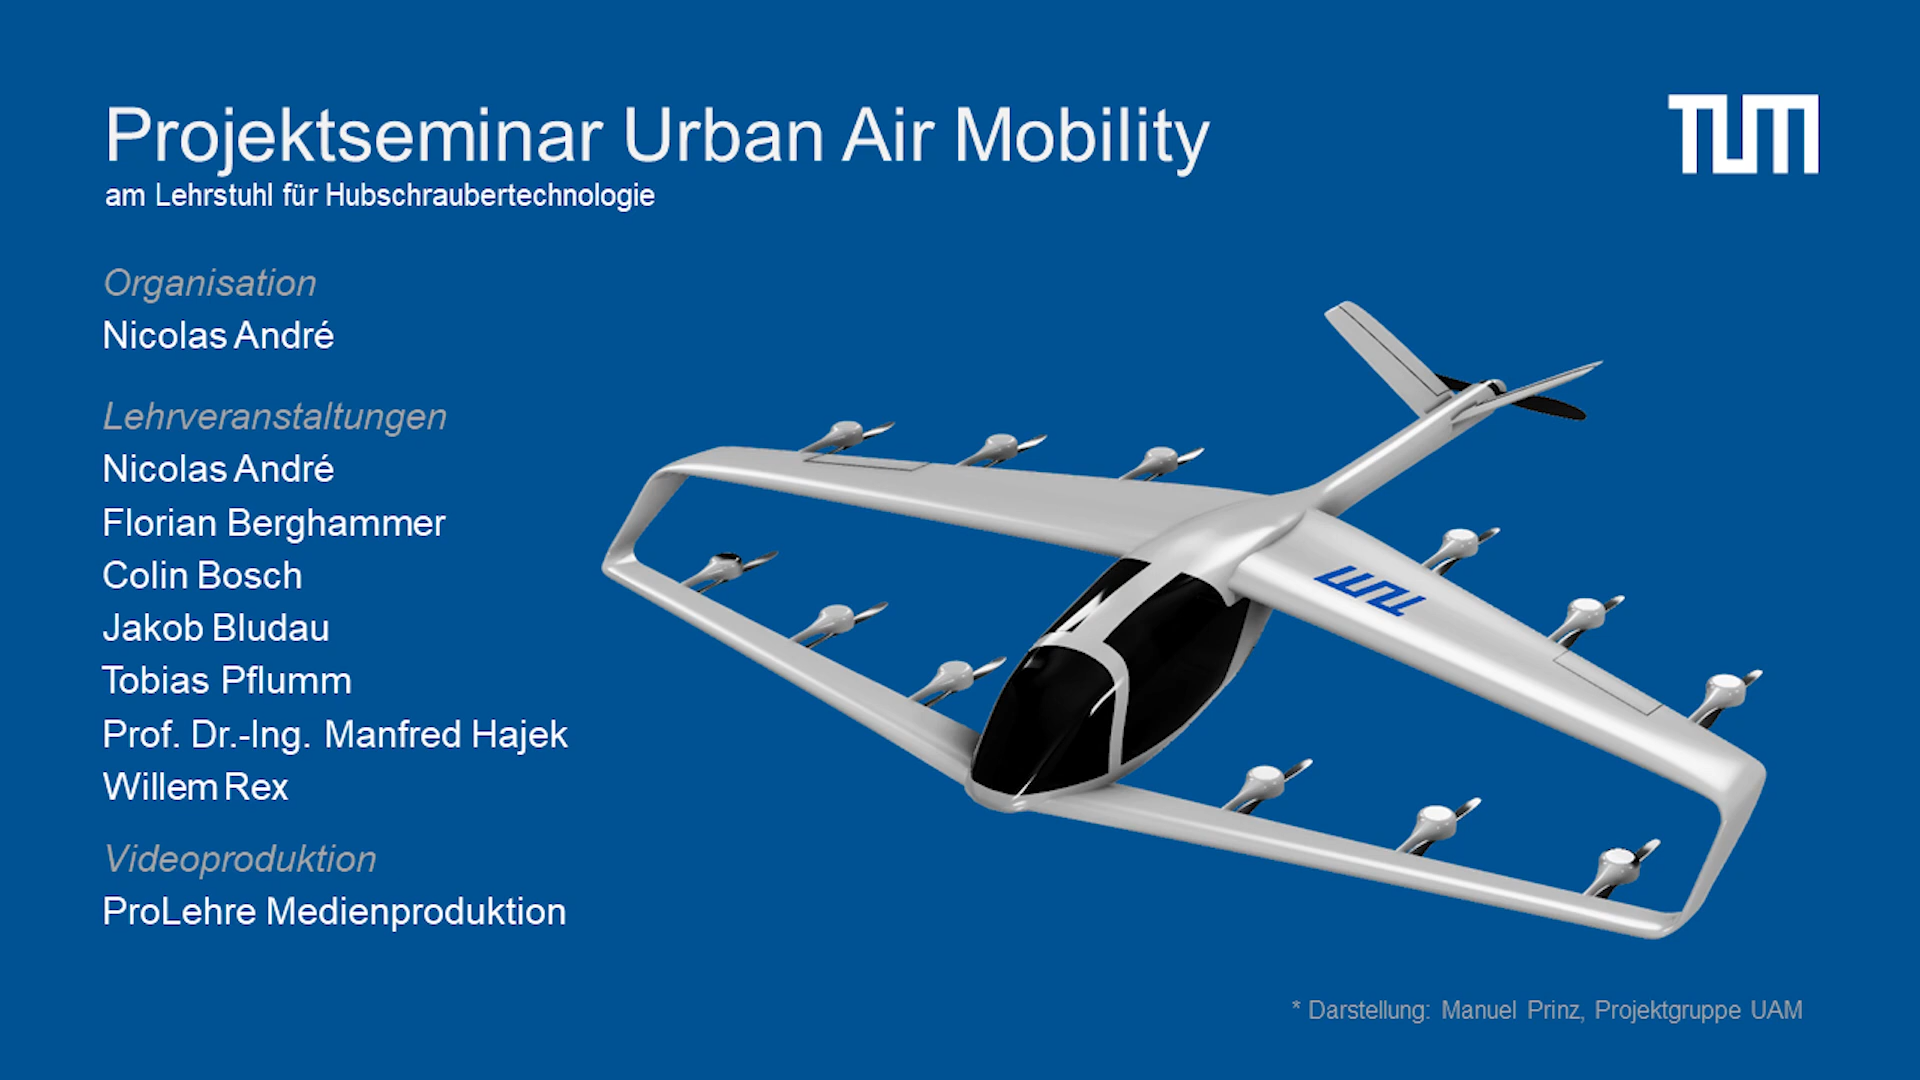 Projektseminar Urban Air Mobility
am Lehrstuhl für Hubschraubertechnologie
TUM
Organisation
Nicolas André
Lehrveranstaltungen
Nicolas André
Florian Berghammer
Colin Bosch
Jakob Bludau
Tobias Pflumm
Prof. Dr.-Ing. Manfred Hajek
Willem Rex
Videoproduktion
ProLehre Medienproduktion
TUM
* Darstellung: Manuel Prinz, Projektgruppe UAM